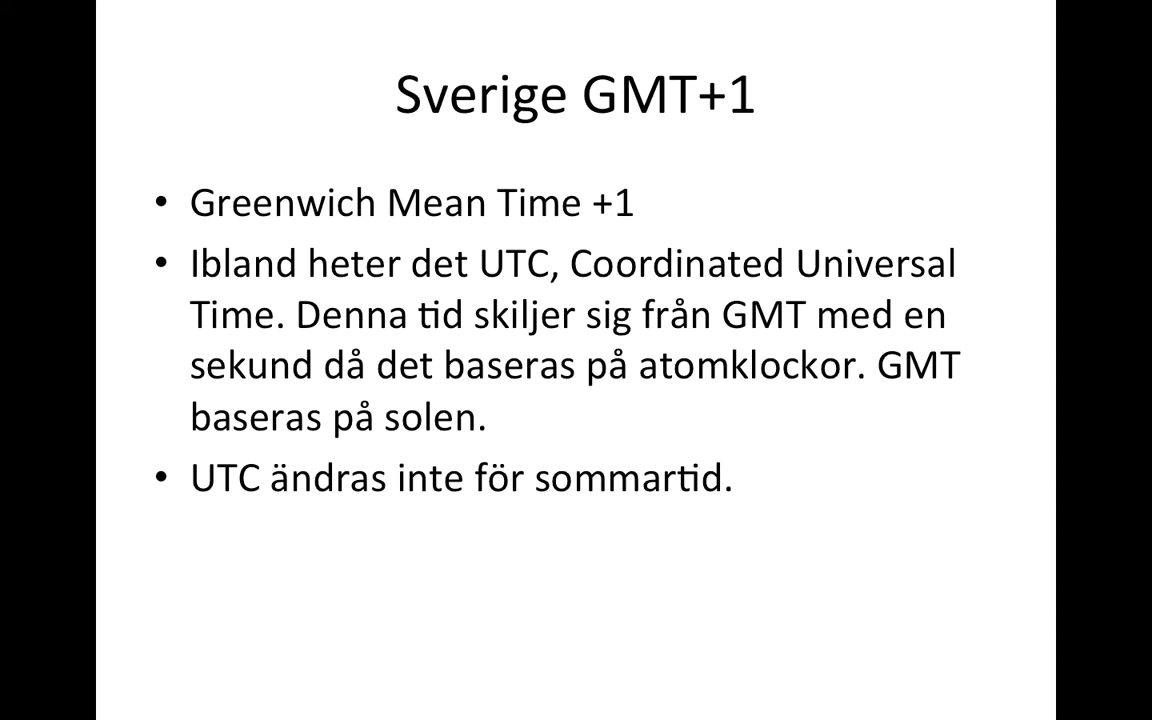 Sverige GMT+1
• Greenwich Mean Time +1
• Ibland heter det UTC, Coordinated Universal
Time. Denna tid skiljer sig från GMT med en
sekund då det baseras på atomklockor. GMT
baseras på solen.
• UTC ändras inte för sommartid.